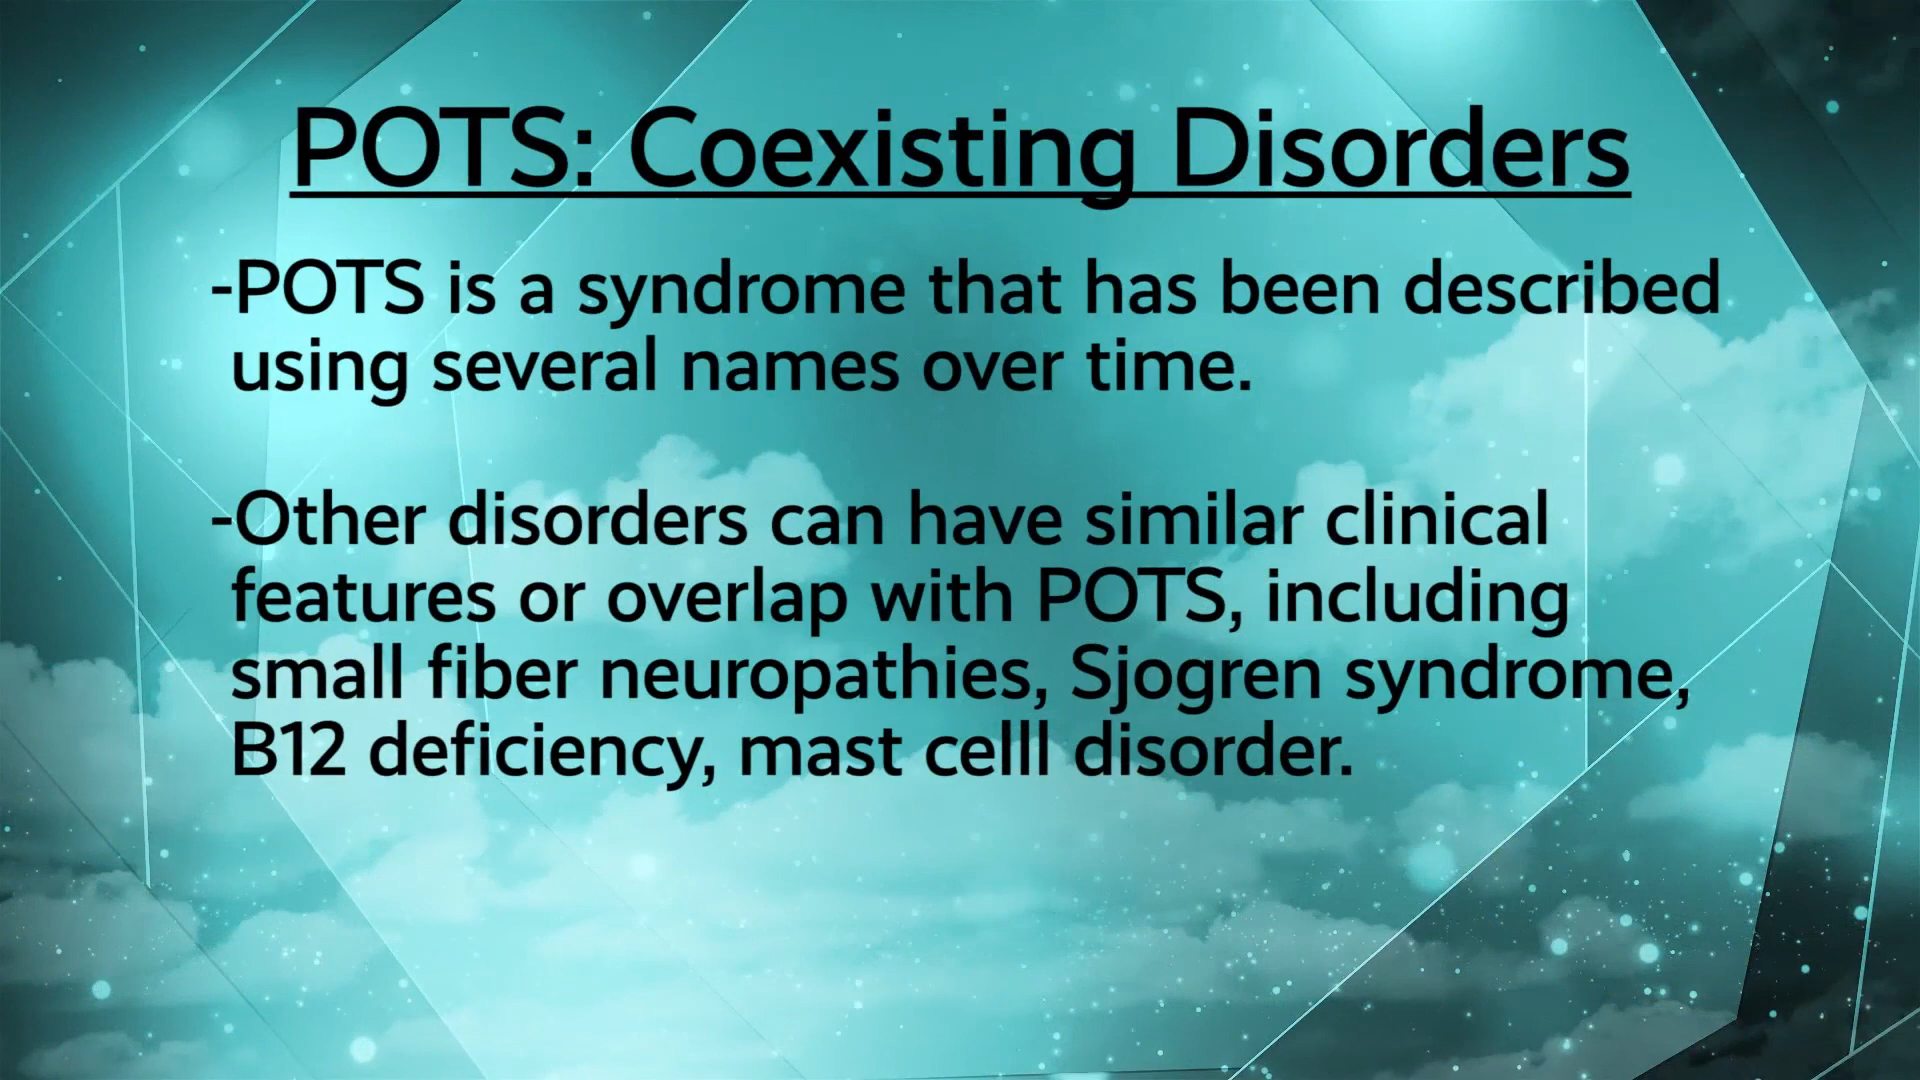 POTS: Coexisting Disorders
-POTS is a syndrome that has been described
using several names over time.
-Other disorders can have similar clinical
features or overlap with POTS, including
small fiber neuropathies, Sjogren syndrome,
B12 deficiency, mast celll disorder.